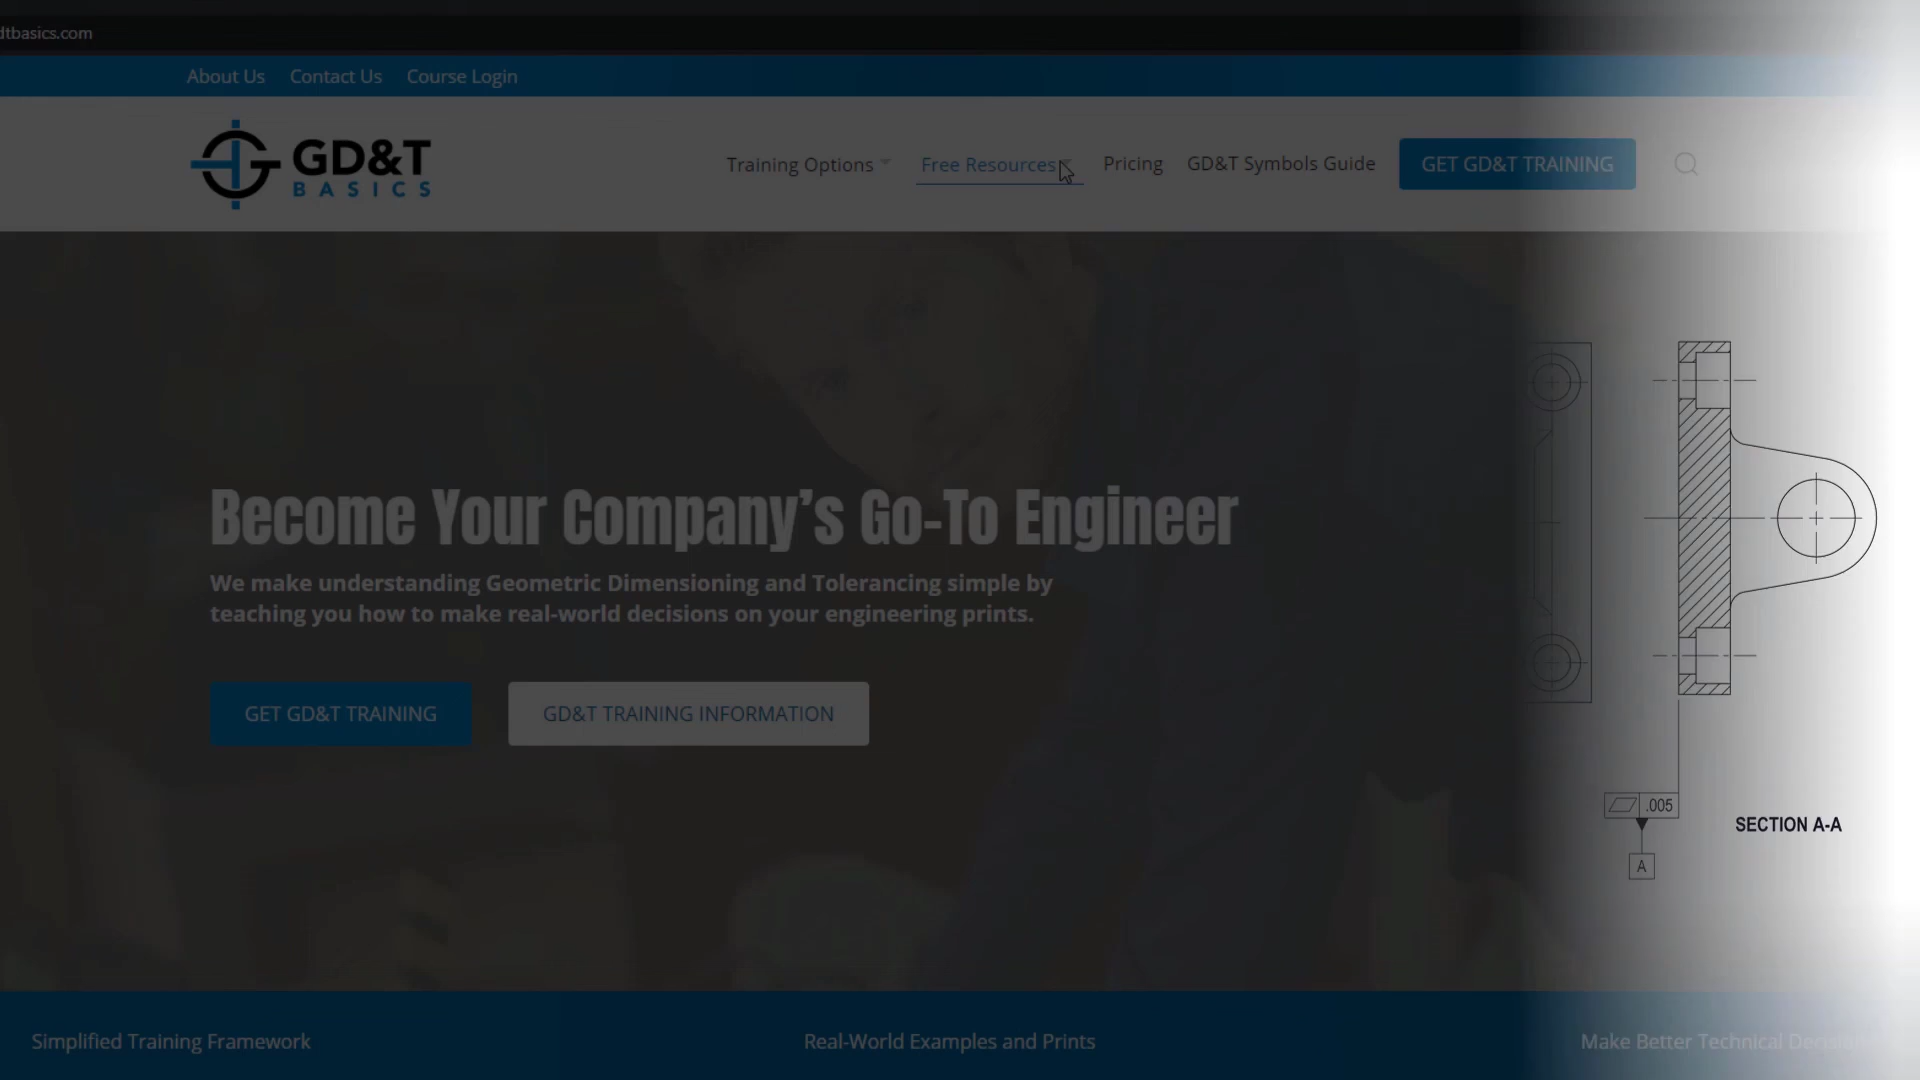 dtbasics.com
About Us Contact Us Course Login
GD&T
BASICS
Training Options Free Resources Pricing GD&T Symbols Guide GET GD&T TRAINING
Become Your Company’s Go-To Engineer
We make understanding Geometric Dimensioning and Tolerancing simple by
teaching you how to make real-world decisions on your engineering prints.
GET GD&T TRAINING GD&T TRAINING INFORMATION
.005
SECTION A-A
A
Simplified Training Framework Real-World Examples and Prints Make Better Technical